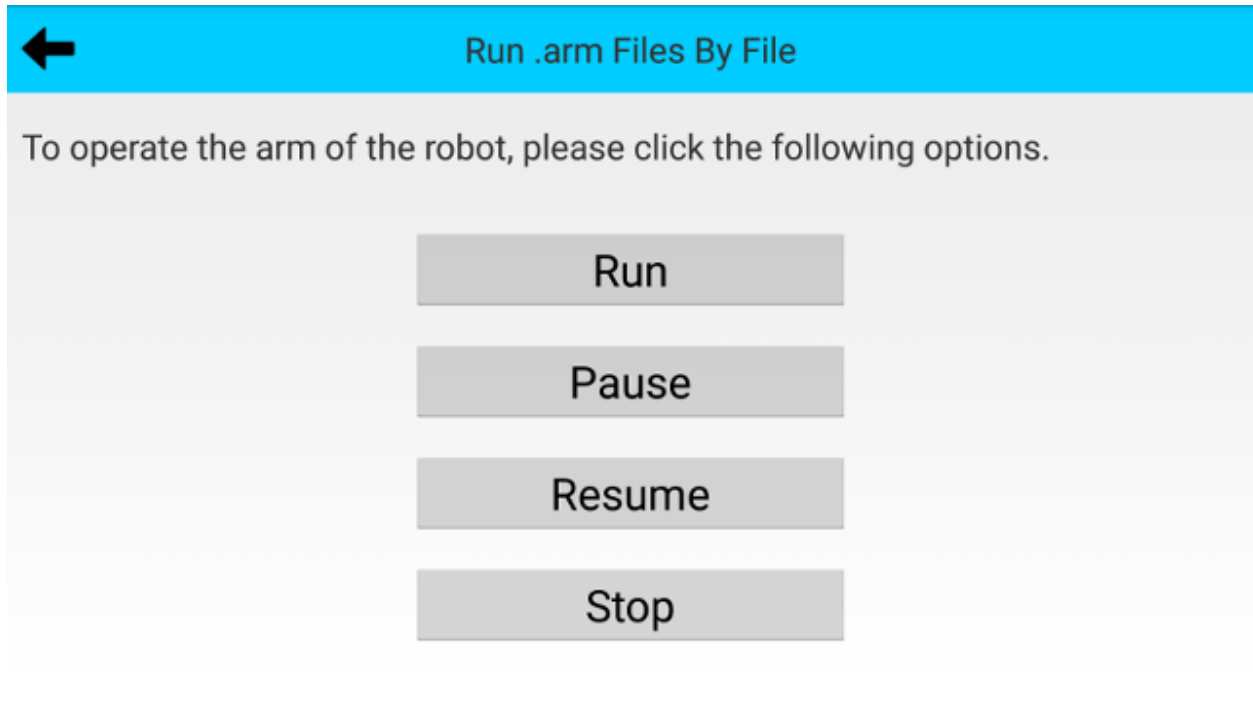 Run .arm Files By File
To operate the arm of the robot, please click the following options.
Run
Pause
Resume
Stop